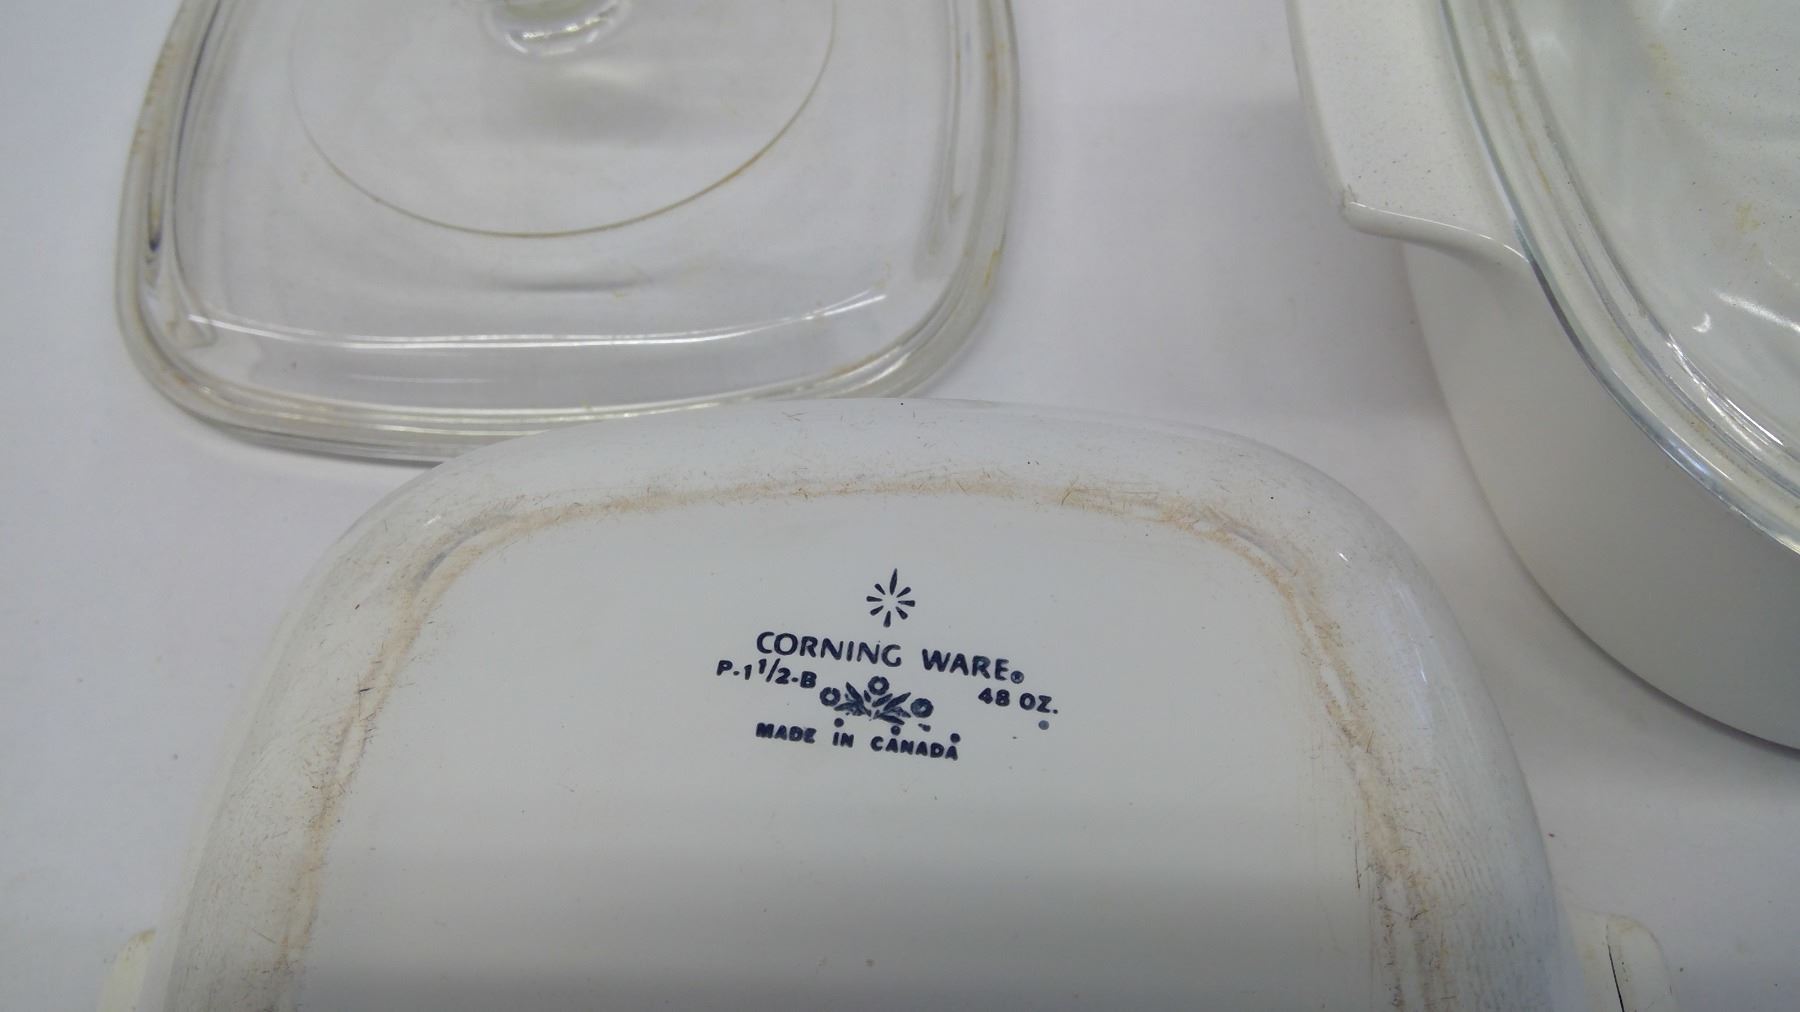 CORNING WARE®
P-1 1/2-B 48 OZ.
MADE IN CANADA